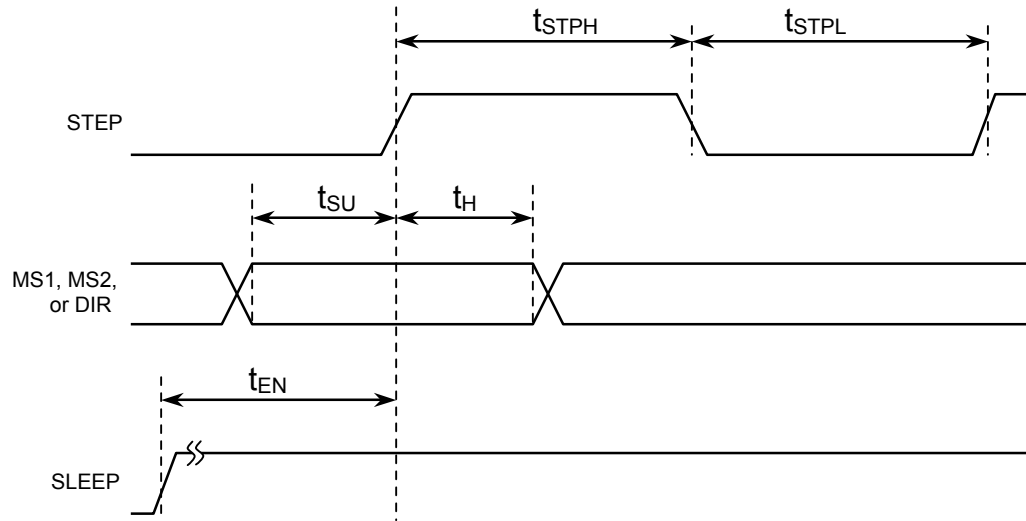 tSTPH tSTPL
STEP
tSU tH
MS1, MS2,
or DIR
tEN
SLEEP